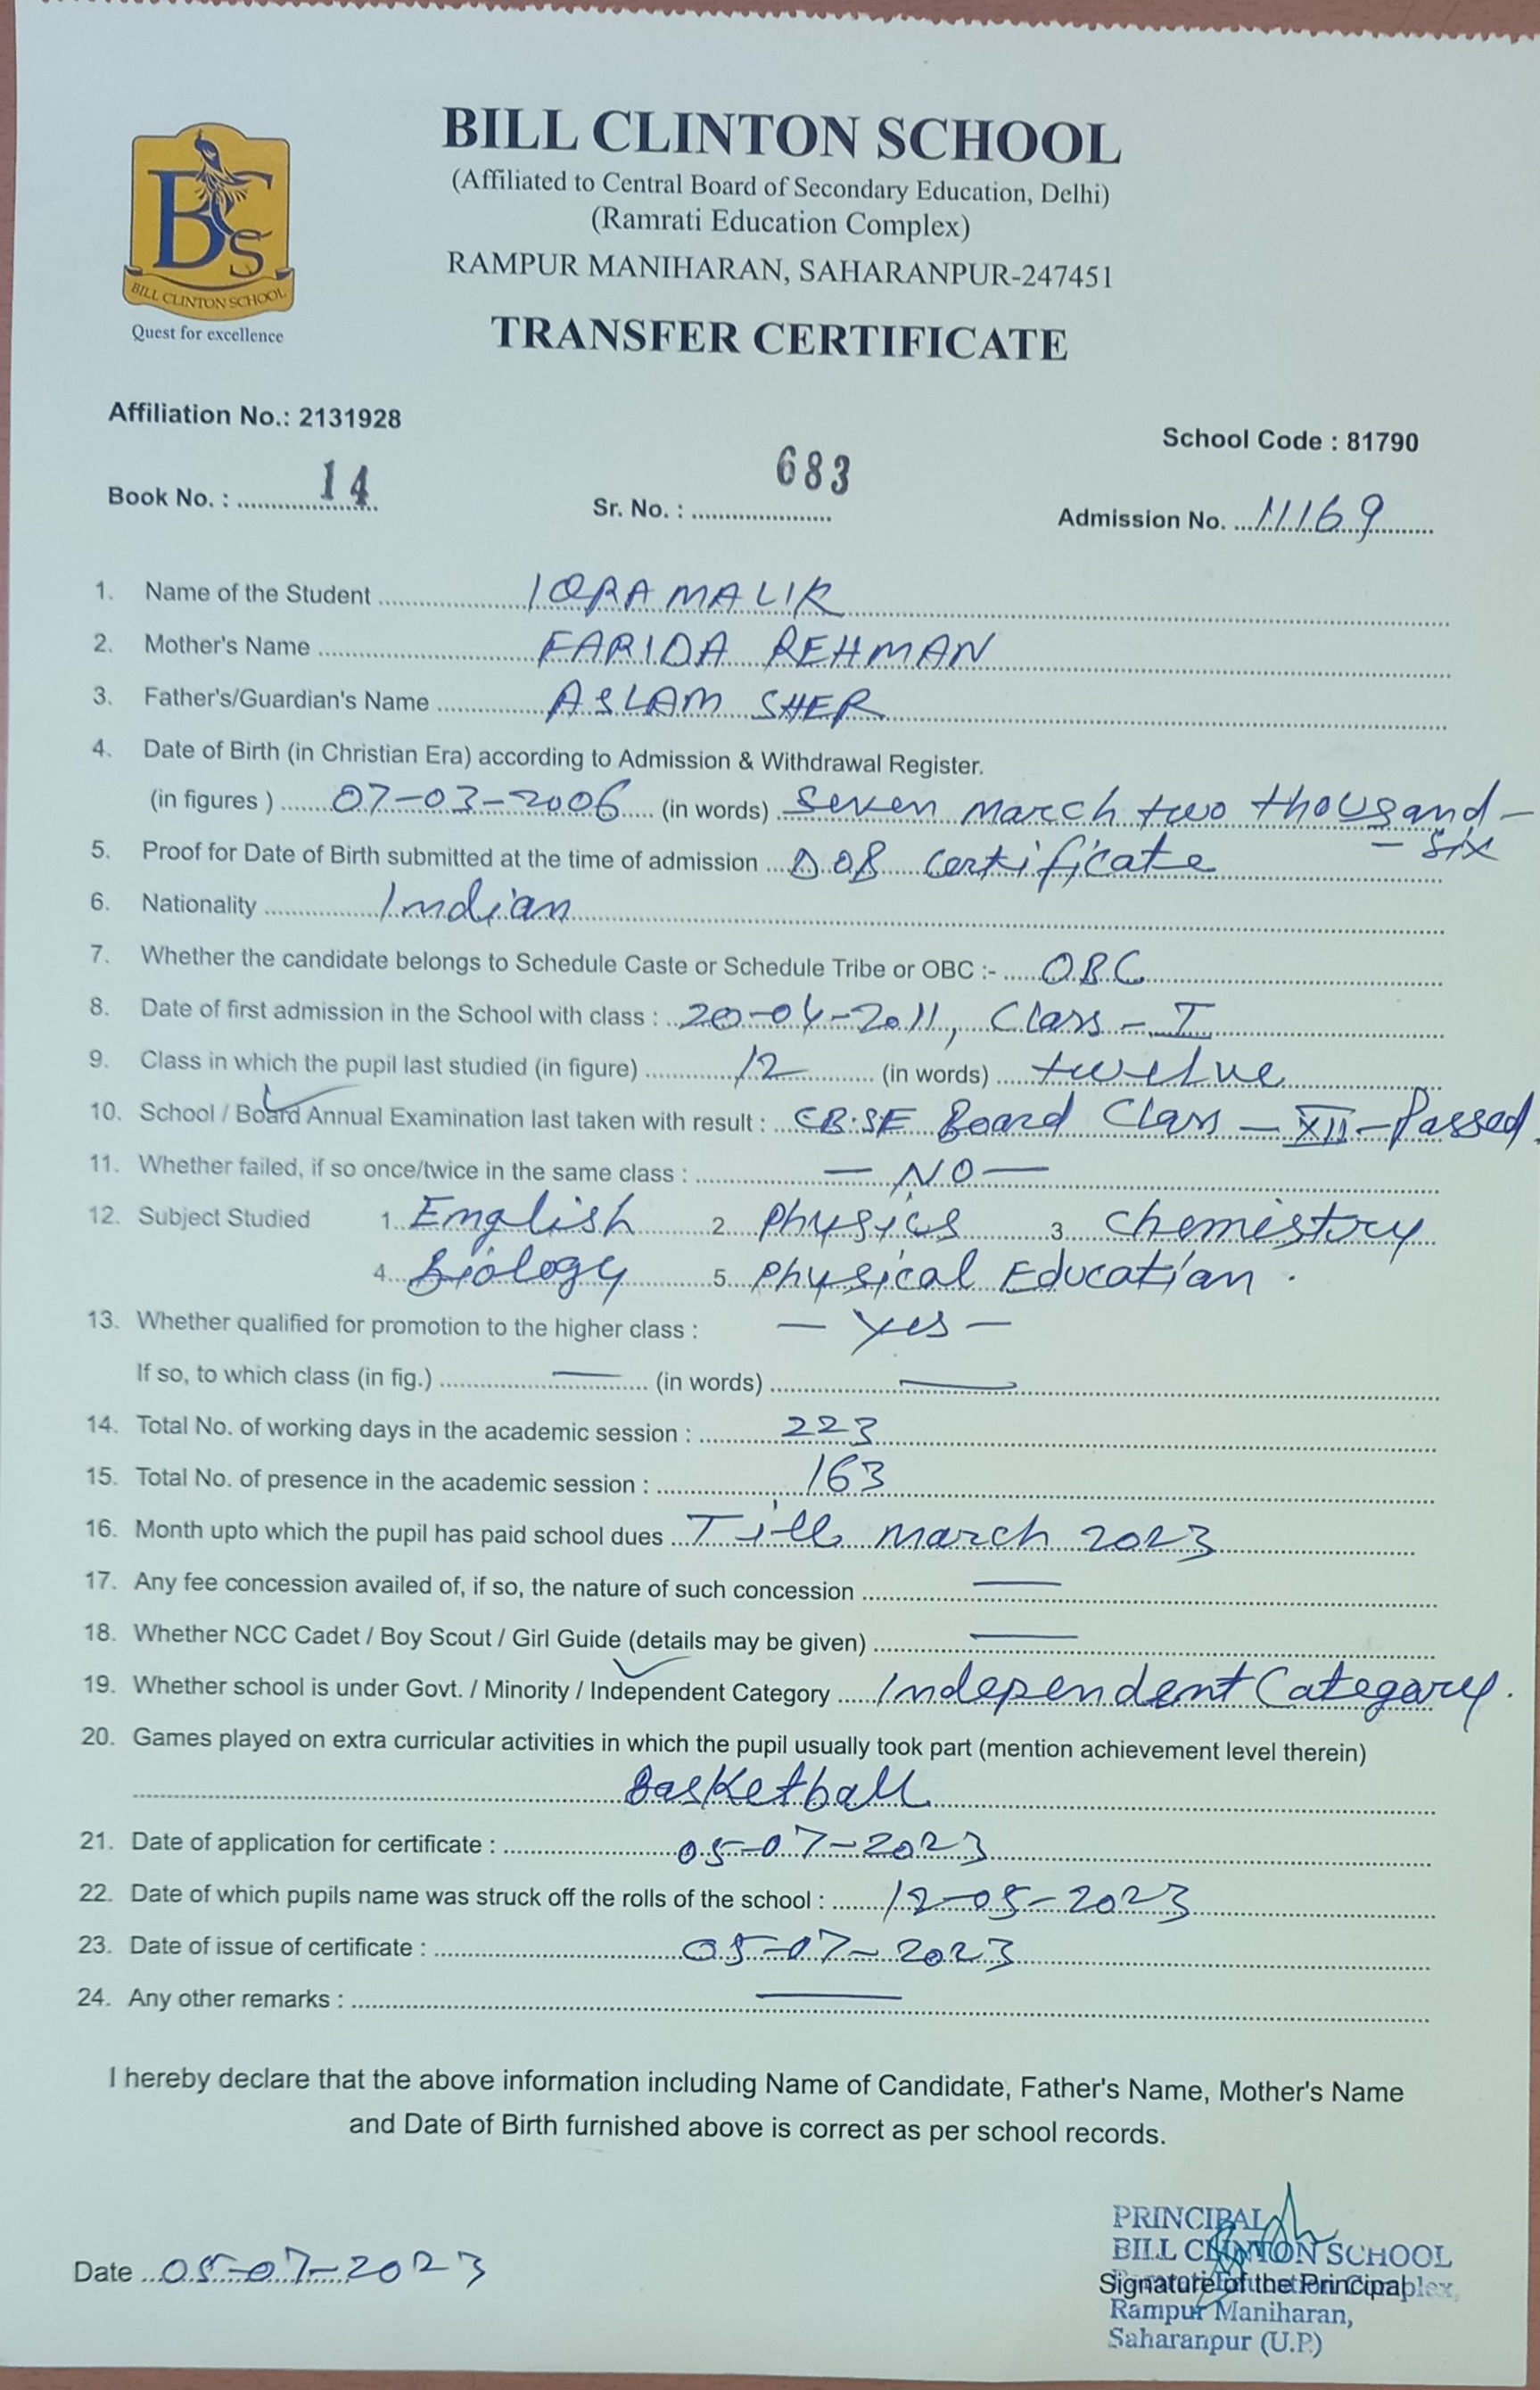 BILL CLINTON SCHOOL
(Affiliated to Central Board of Secondary Education, Delhi)
(Ramrati Education Complex)
RAMPUR MANIHARAN, SAHARANPUR-247451
BCS
BILL CLINTON SCHOOL
Quest for excellence
TRANSFER CERTIFICATE
Affiliation No.: 2131928 School Code : 81790
Book No. : 14 Sr. No. : 683 Admission No. 11169
1. Name of the Student IQRA MALIK
2. Mother's Name FARIDA REHMAN
3. Father's/Guardian's Name ASLAM SHER
4. Date of Birth (in Christian Era) according to Admission & Withdrawal Register.
(in figures ) 07-03-2006 (in words) Seven march two thousand -
- Six
5. Proof for Date of Birth submitted at the time of admission D.O.B certificate
6. Nationality Indian
7. Whether the candidate belongs to Schedule Caste or Schedule Tribe or OBC :- OBC
8. Date of first admission in the School with class : 20-04-2011, Class - I
9. Class in which the pupil last studied (in figure) 12 (in words) twelve
10. School / Board Annual Examination last taken with result : CBSE Board Class - XII - Passed.
11. Whether failed, if so once/twice in the same class : - NO -
12. Subject Studied 1. English 2. Physics 3. Chemistory
4. Biology 5. Physical Education .
13. Whether qualified for promotion to the higher class : - Yes -
If so, to which class (in fig.) — (in words) —
14. Total No. of working days in the academic session : 223
15. Total No. of presence in the academic session : 163
16. Month upto which the pupil has paid school dues Till march 2023
17. Any fee concession availed of, if so, the nature of such concession —
18. Whether NCC Cadet / Boy Scout / Girl Guide (details may be given) —
19. Whether school is under Govt. / Minority / Independent Category Independent Category.
20. Games played on extra curricular activities in which the pupil usually took part (mention achievement level therein)
Basketball
21. Date of application for certificate : 05-07-2023
22. Date of which pupils name was struck off the rolls of the school : 12-05-2023
23. Date of issue of certificate : 05-07-2023
24. Any other remarks : —
I hereby declare that the above information including Name of Candidate, Father's Name, Mother's Name
and Date of Birth furnished above is correct as per school records.
PRINCIPAL
BILL CLINTON SCHOOL
Date 05-07-2023 Signature of the Principal
Rampur Maniharan,
Saharanpur (U.P.)